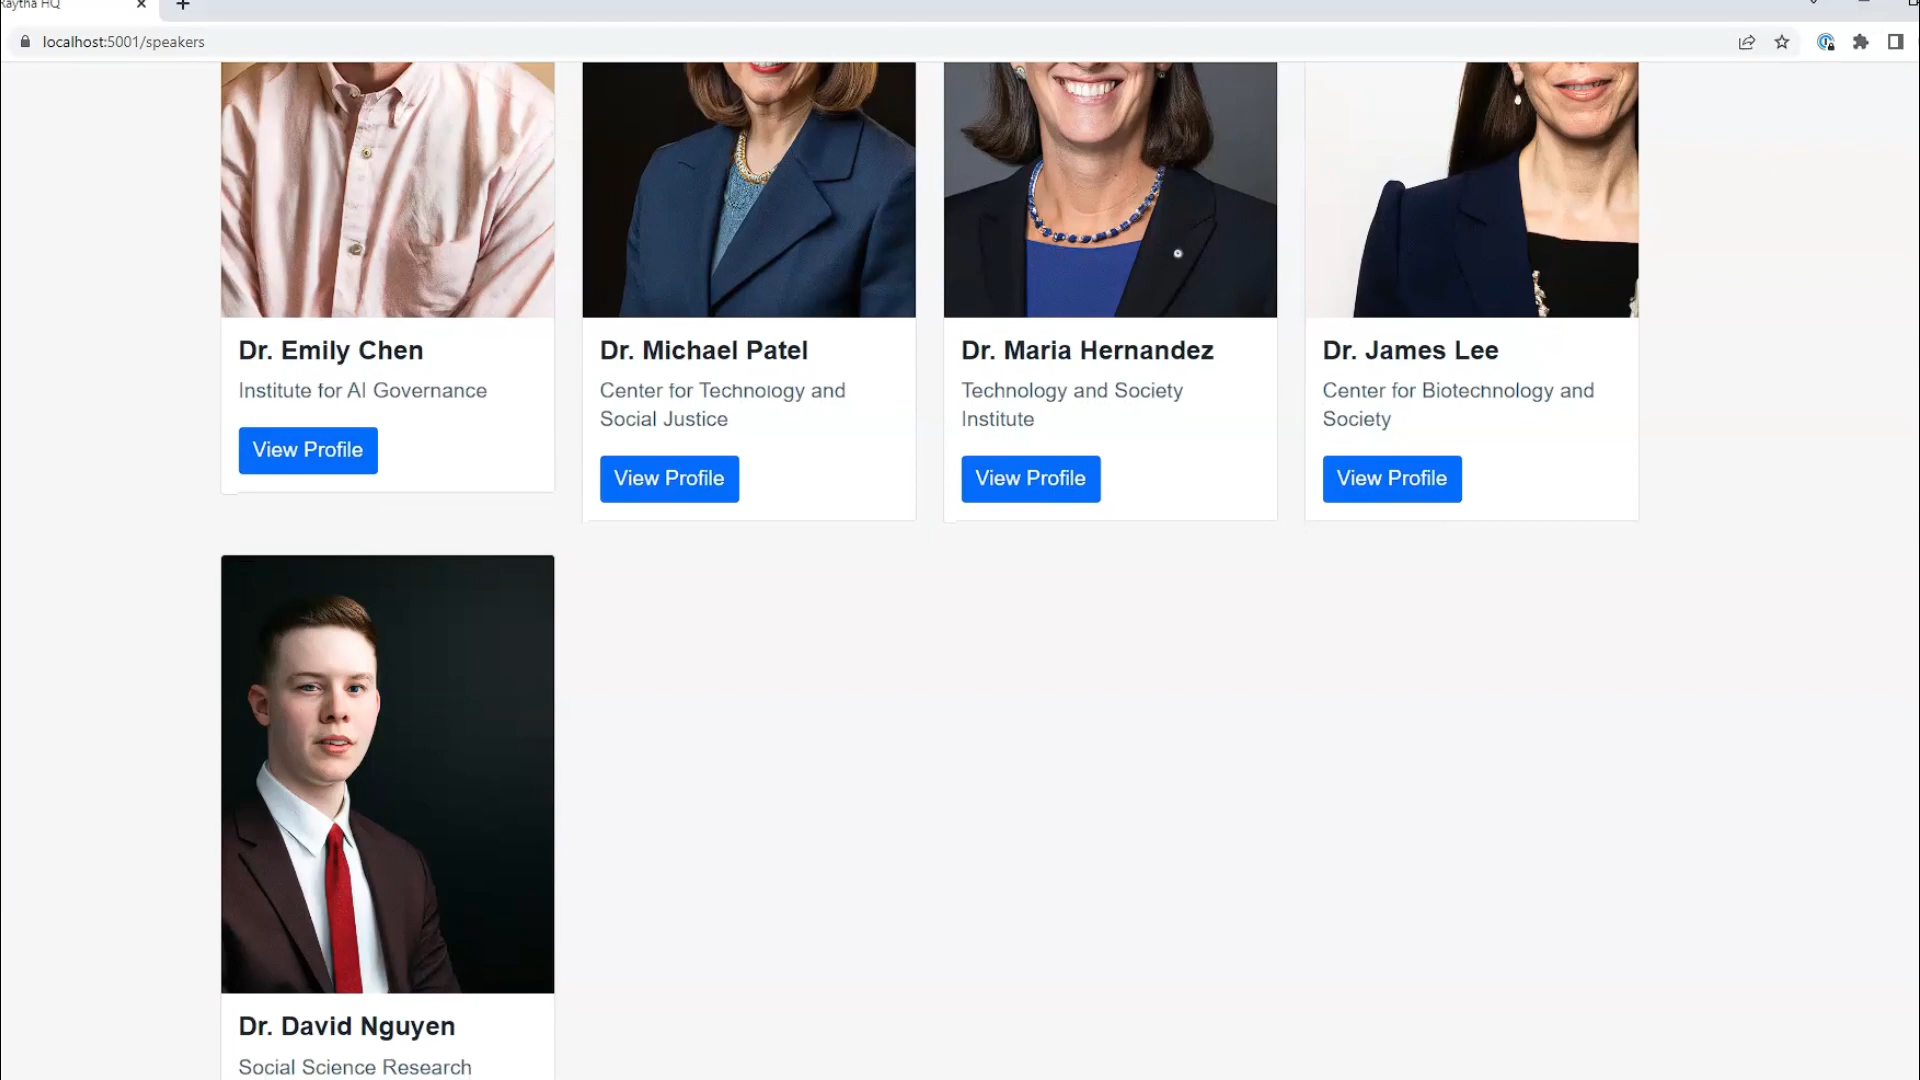 Raytha HQ
localhost:5001/speakers
Dr. Emily Chen
Institute for AI Governance
View Profile
Dr. Michael Patel
Center for Technology and
Social Justice
View Profile
Dr. Maria Hernandez
Technology and Society
Institute
View Profile
Dr. James Lee
Center for Biotechnology and
Society
View Profile
Dr. David Nguyen
Social Science Research